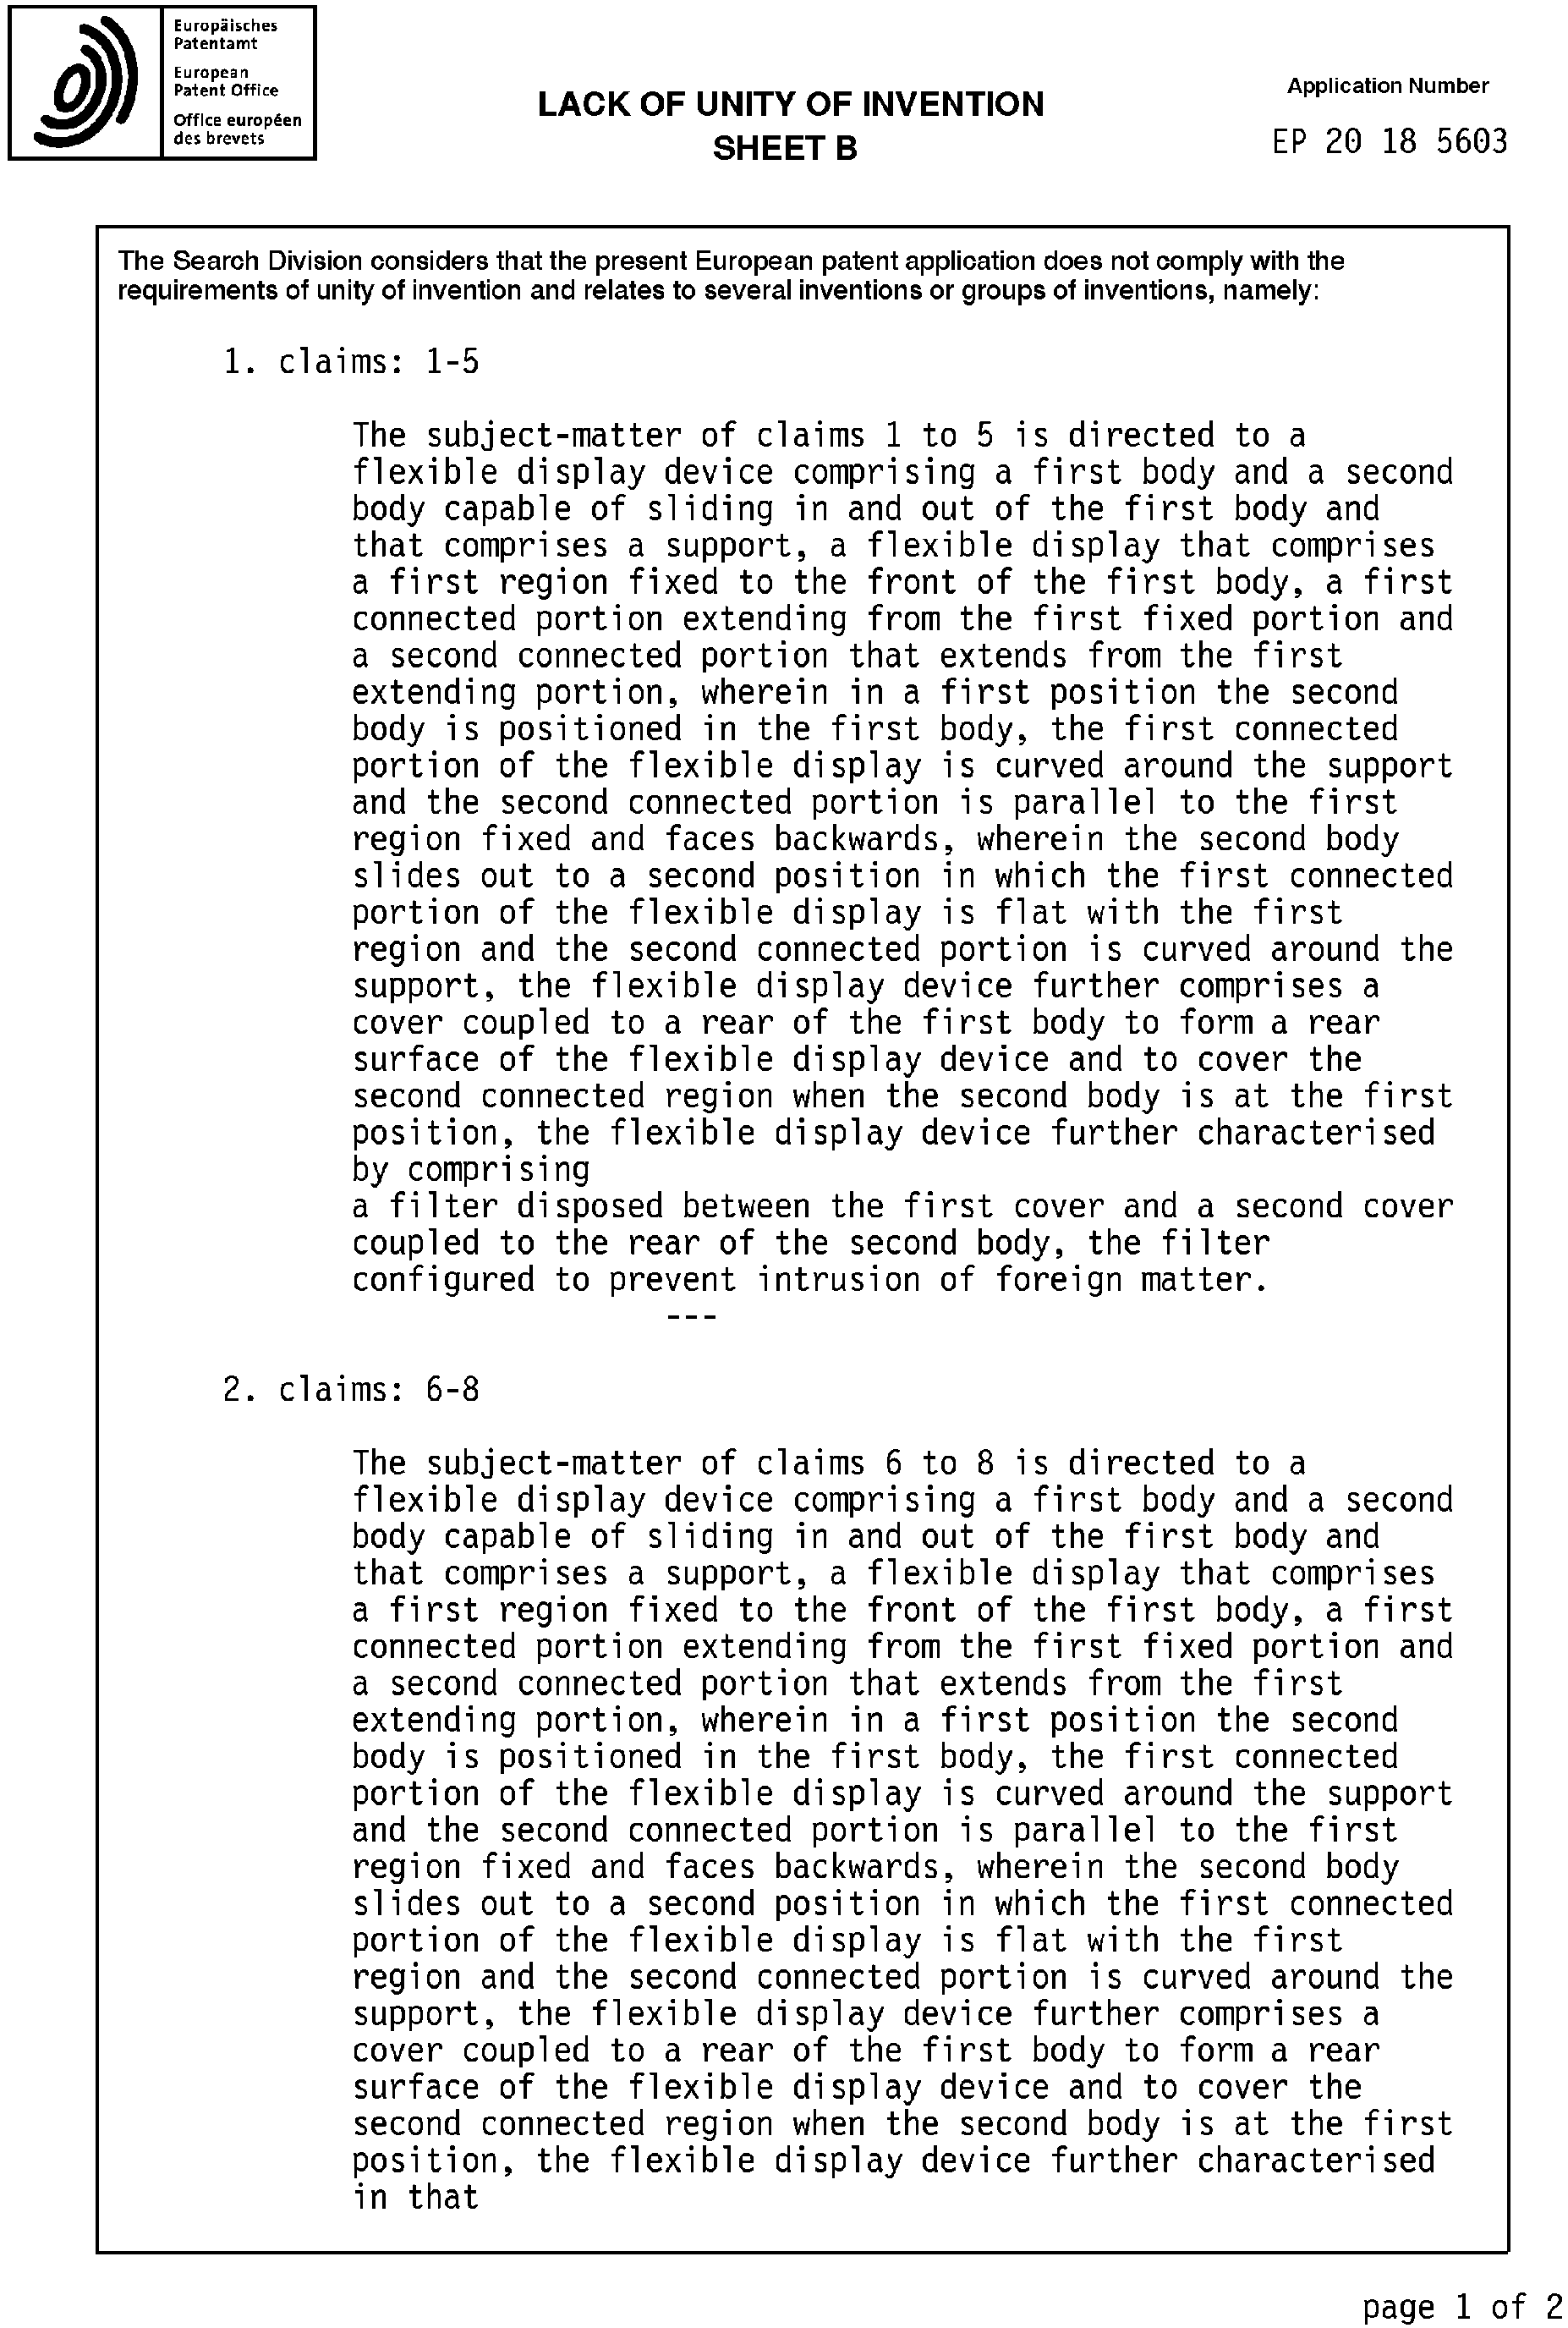 Europäisches
Patentamt
European
Patent Office
Office européen
des brevets
LACK OF UNITY OF INVENTION
SHEET B
Application Number
EP 20 18 5603
The Search Division considers that the present European patent application does not comply with the
requirements of unity of invention and relates to several inventions or groups of inventions, namely:
1. claims: 1-5
The subject-matter of claims 1 to 5 is directed to a
flexible display device comprising a first body and a second
body capable of sliding in and out of the first body and
that comprises a support, a flexible display that comprises
a first region fixed to the front of the first body, a first
connected portion extending from the first fixed portion and
a second connected portion that extends from the first
extending portion, wherein in a first position the second
body is positioned in the first body, the first connected
portion of the flexible display is curved around the support
and the second connected portion is parallel to the first
region fixed and faces backwards, wherein the second body
slides out to a second position in which the first connected
portion of the flexible display is flat with the first
region and the second connected portion is curved around the
support, the flexible display device further comprises a
cover coupled to a rear of the first body to form a rear
surface of the flexible display device and to cover the
second connected region when the second body is at the first
position, the flexible display device further characterised
by comprising
a filter disposed between the first cover and a second cover
coupled to the rear of the second body, the filter
configured to prevent intrusion of foreign matter.
---
2. claims: 6-8
The subject-matter of claims 6 to 8 is directed to a
flexible display device comprising a first body and a second
body capable of sliding in and out of the first body and
that comprises a support, a flexible display that comprises
a first region fixed to the front of the first body, a first
connected portion extending from the first fixed portion and
a second connected portion that extends from the first
extending portion, wherein in a first position the second
body is positioned in the first body, the first connected
portion of the flexible display is curved around the support
and the second connected portion is parallel to the first
region fixed and faces backwards, wherein the second body
slides out to a second position in which the first connected
portion of the flexible display is flat with the first
region and the second connected portion is curved around the
support, the flexible display device further comprises a
cover coupled to a rear of the first body to form a rear
surface of the flexible display device and to cover the
second connected region when the second body is at the first
position, the flexible display device further characterised
in that
page 1 of 2